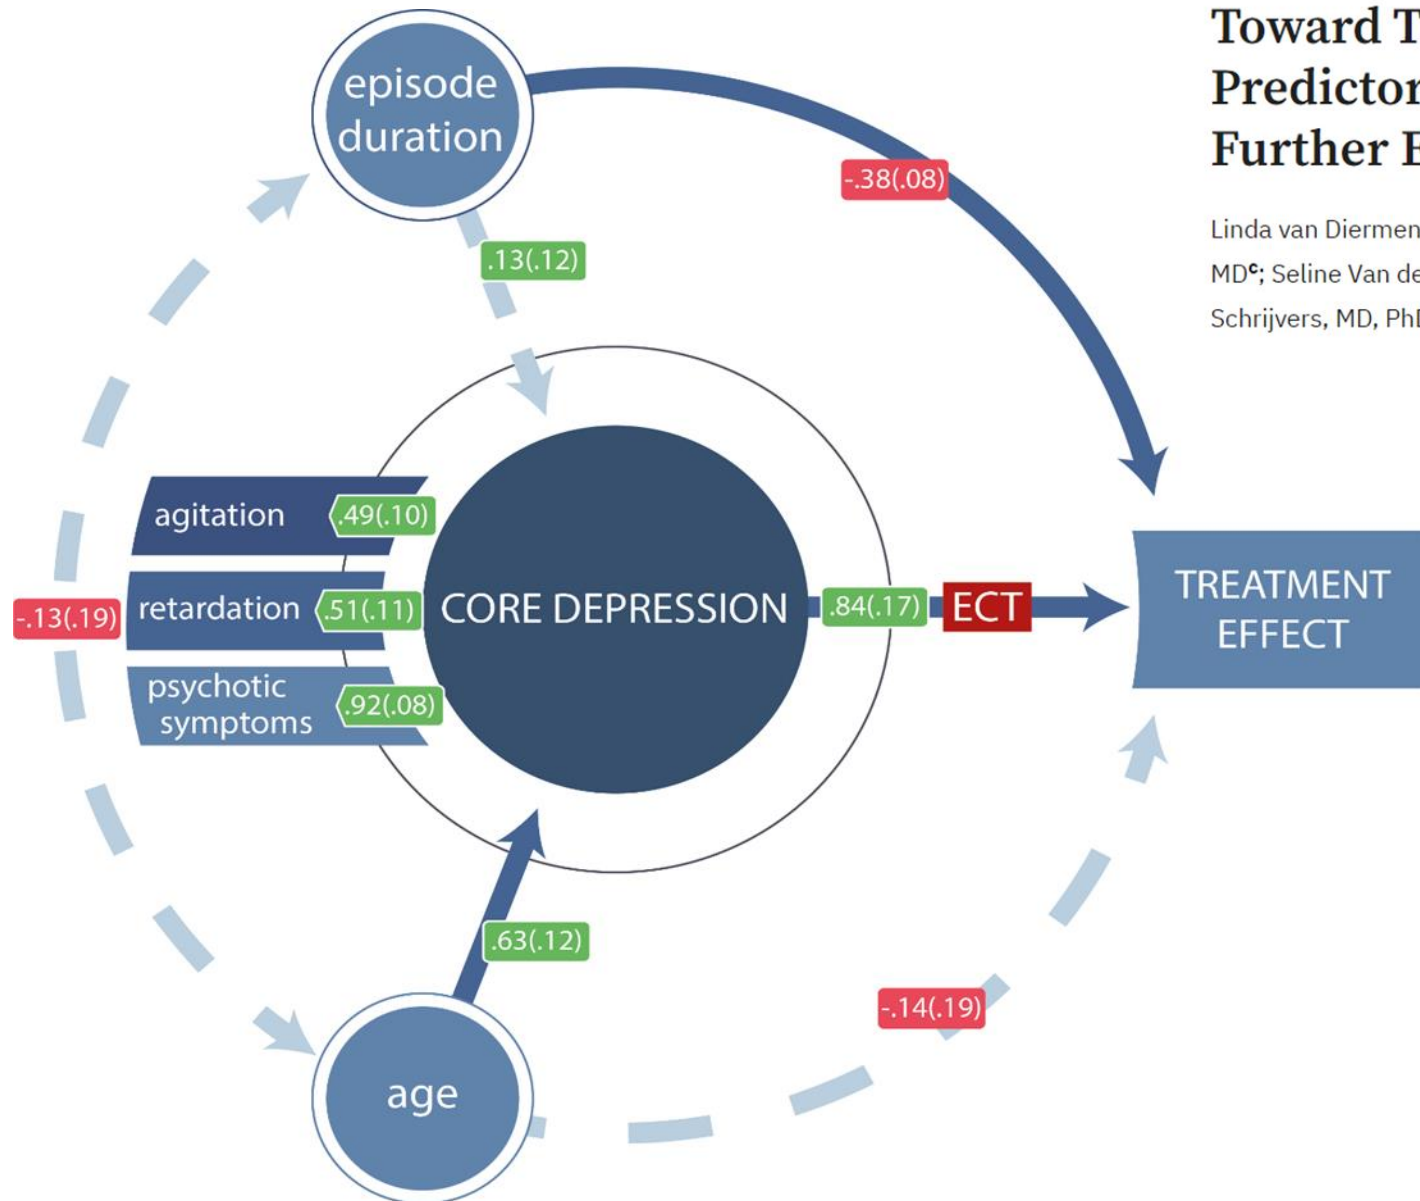 Toward T
Predictor
Further E
Linda van Diermen
MDᶜ; Seline Van de
Schrijvers, MD, PhD
episode
duration
-.38(.08)
.13(.12)
agitation
.49(.10)
-.13(.19)
retardation
.51(.11)
CORE DEPRESSION
.84(.17)
ECT
TREATMENT
EFFECT
psychotic
symptoms
.92(.08)
.63(.12)
-.14(.19)
age